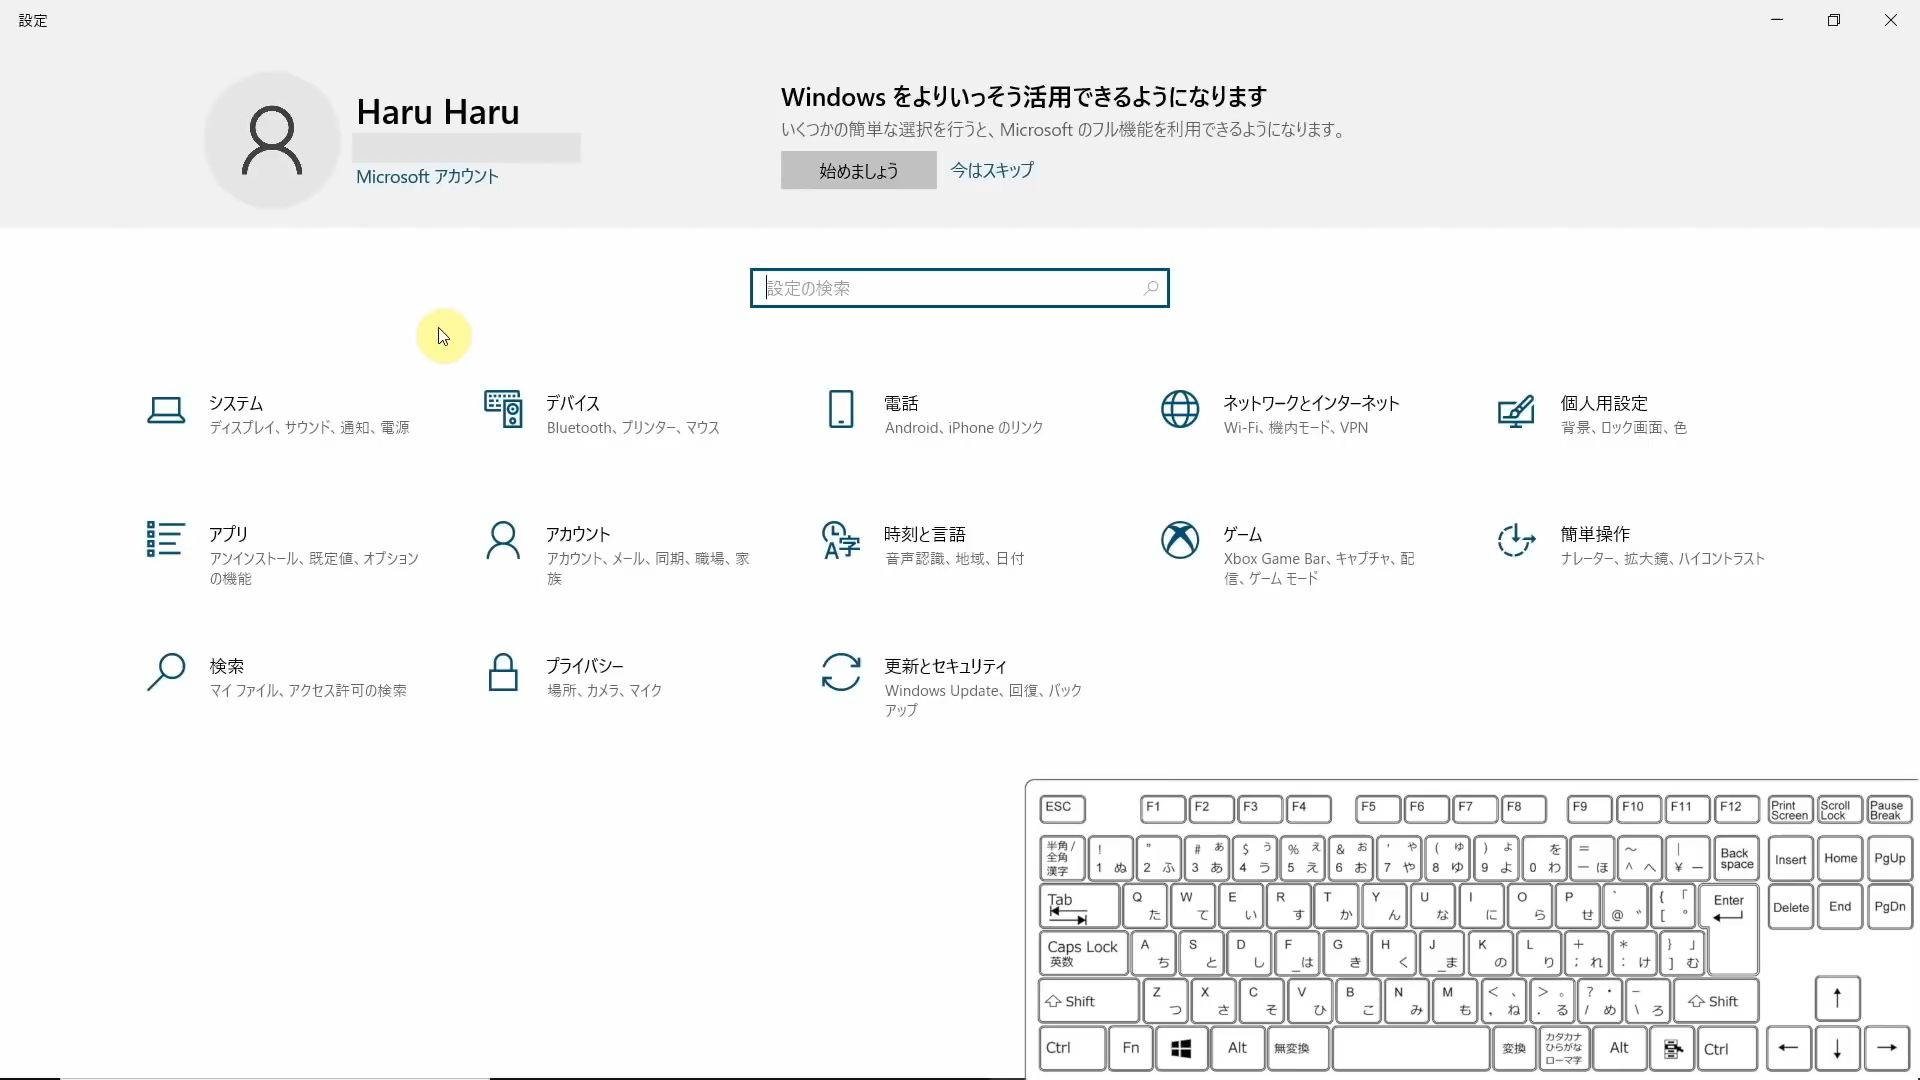 設定
Haru Haru
Microsoft アカウント
Windows をよりいっそう活用できるようになります
いくつかの簡単な選択を行うと、Microsoft のフル機能を利用できるようになります。
始めましょう 今はスキップ
設定の検索
システム
ディスプレイ、サウンド、通知、電源
デバイス
Bluetooth、プリンター、マウス
電話
Android、iPhone のリンク
ネットワークとインターネット
Wi-Fi、機内モード、VPN
個人用設定
背景、ロック画面、色
アプリ
アンインストール、既定値、オプション
の機能
アカウント
アカウント、メール、同期、職場、家
族
時刻と言語
音声認識、地域、日付
ゲーム
Xbox Game Bar、キャプチャ、配
信、ゲーム モード
簡単操作
ナレーター、拡大鏡、ハイコントラスト
検索
マイ ファイル、アクセス許可の検索
プライバシー
場所、カメラ、マイク
更新とセキュリティ
Windows Update、回復、バック
アップ
ESC F1 F2 F3 F4 F5 F6 F7 F8 F9 F10 F11 F12 Print Screen Scroll Lock Pause Break
半角/全角 漢字 ! 1 ぬ " 2 ふ # ぁ 3 あ $ ぅ 4 う % ぇ 5 え & ぉ 6 お ' ゃ 7 や ( ゅ 8 ゆ ) ょ 9 よ を 0 わ = ー ほ ～ ^ へ | ¥ ー Back space Insert Home PgUp
Tab Q た W て E い R す T か Y ん U な I に O ら P せ ` @ ゛ { 「 [ ゜ Enter Delete End PgDn
Caps Lock 英数 A ち S と D し F は G き H く J ま K の L り + ; れ * : け } 」 ] む
Shift Z つ X さ C そ V ひ B こ N み M も < 、 , ね > 。 . る ? ・ / め _ \ ろ Shift ↑
Ctrl Fn Alt 無変換 変換 カタカナ ひらがな ローマ字 Alt Ctrl ← ↓ →